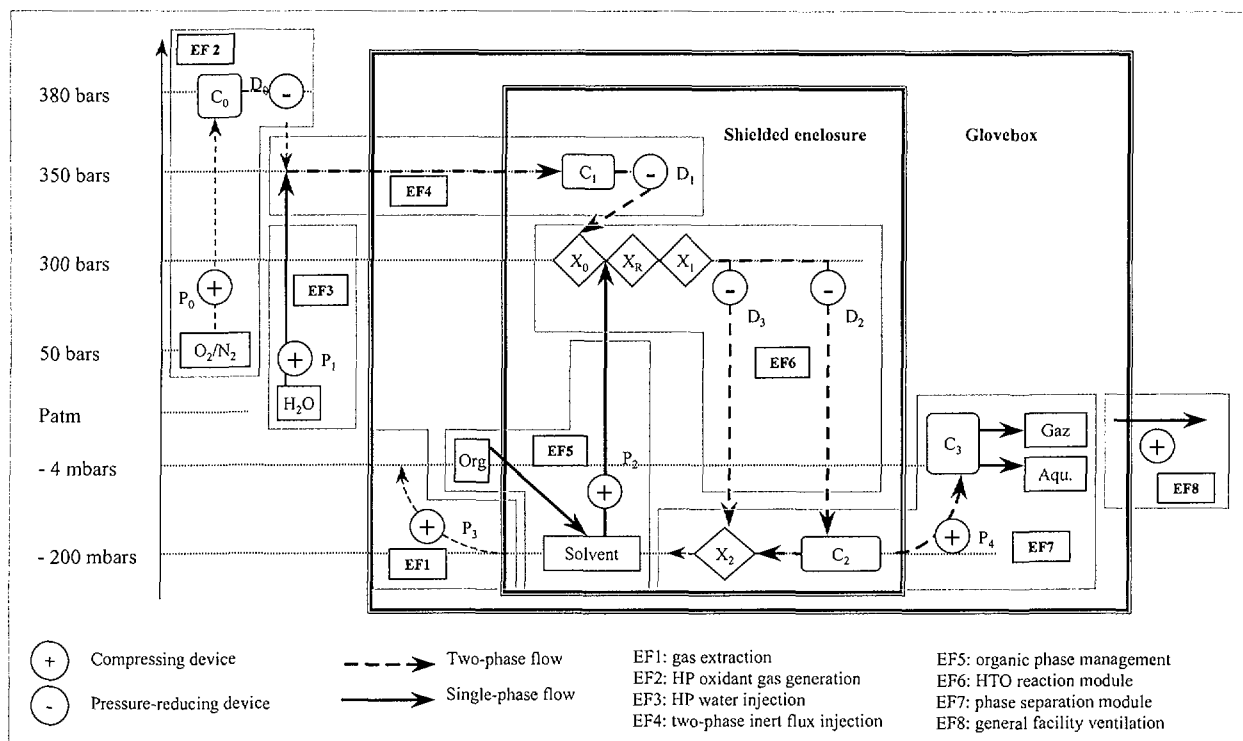 EF 2
380 bars
C0
D0
-
Shielded enclosure
Glovebox
350 bars
EF4
C1
-
D1
300 bars
X0
XR
X1
P0
+
EF3
-
D3
-
D2
50 bars
O2/N2
+
P1
EF6
Patm
H2O
C3
Gaz
- 4 mbars
Org
EF5
P2
Aqu.
+
+
EF8
+
P3
+
P4
EF7
- 200 mbars
EF1
Solvent
X2
C2
+ Compressing device
- Pressure-reducing device
Two-phase flow
Single-phase flow
EF1: gas extraction
EF2: HP oxidant gas generation
EF3: HP water injection
EF4: two-phase inert flux injection
EF5: organic phase management
EF6: HTO reaction module
EF7: phase separation module
EF8: general facility ventilation